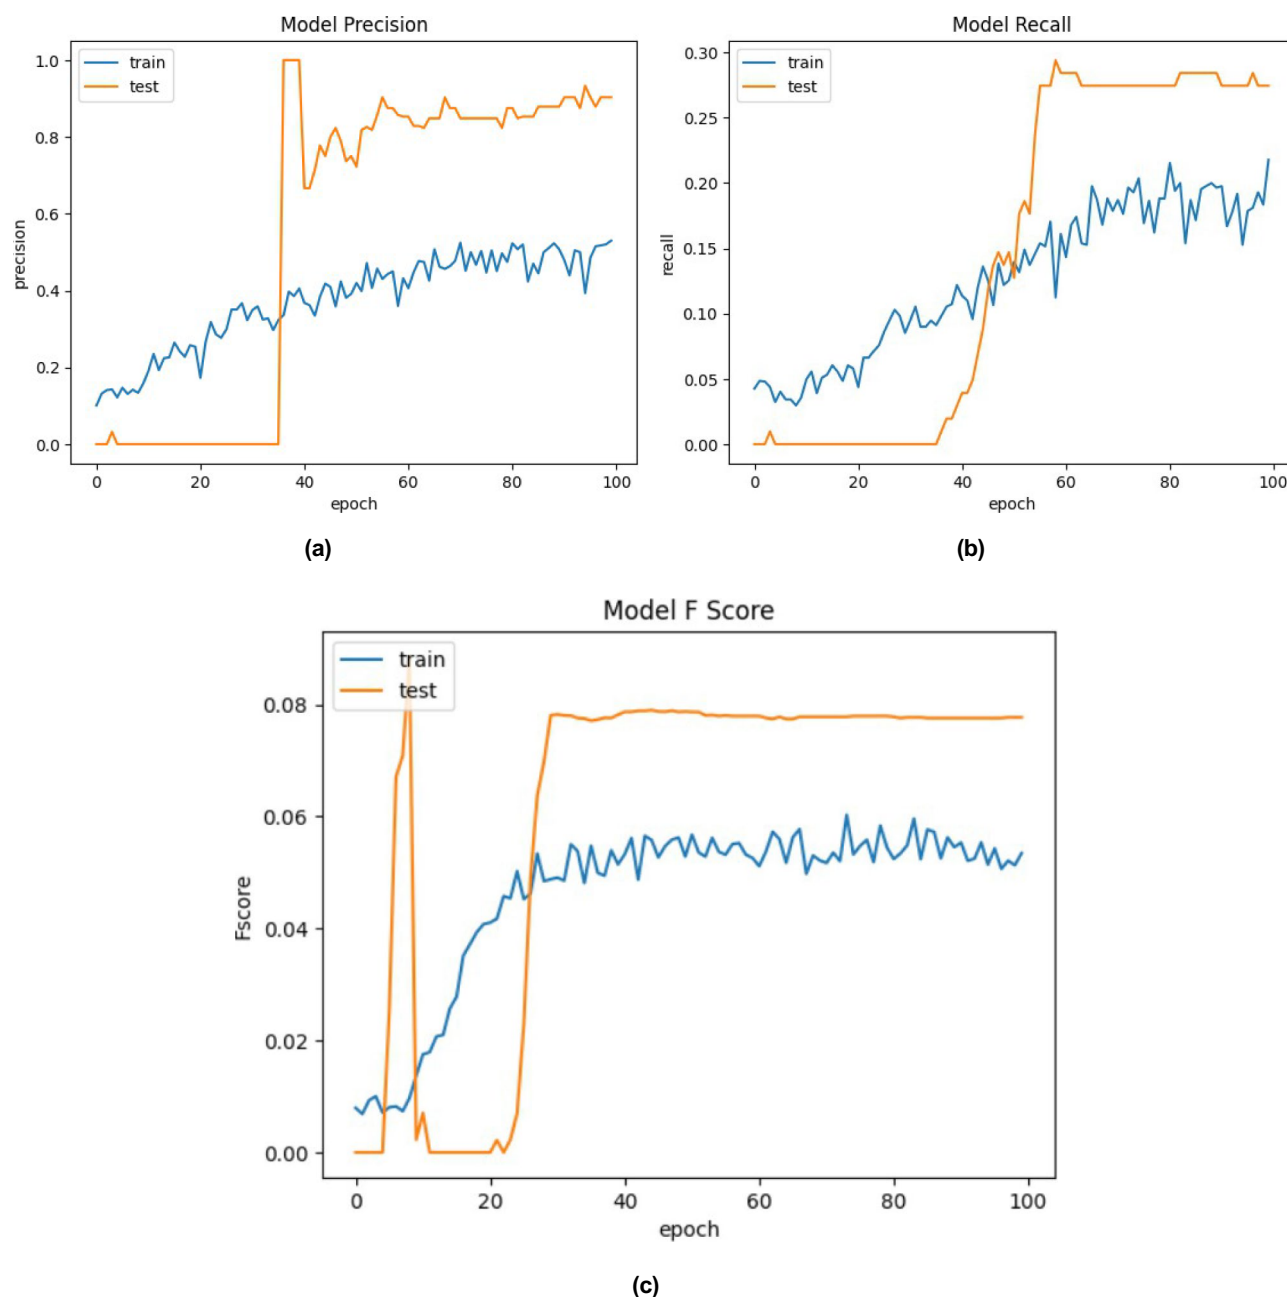 Model Precision
train
test
1.0
0.8
0.6
0.4
0.2
0.0
precision
0 20 40 60 80 100
epoch
(a)
Model Recall
train
test
0.30
0.25
0.20
0.15
0.10
0.05
0.00
recall
0 20 40 60 80 100
epoch
(b)
Model F Score
train
test
0.08
0.06
0.04
0.02
0.00
Fscore
0 20 40 60 80 100
epoch
(c)